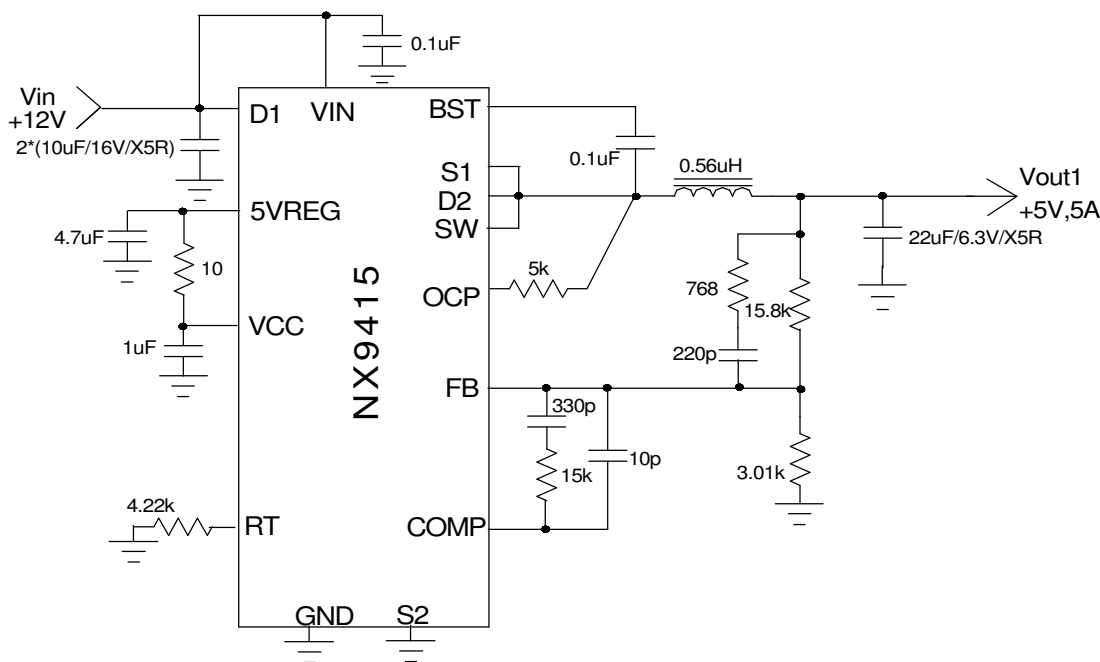 0.1uF
Vin
+12V
D1
VIN
BST
2*(10uF/16V/X5R)
0.1uF
S1
0.56uH
D2
Vout1
+5V,5A
5VREG
SW
22uF/6.3V/X5R
4.7uF
10
5k
OCP
768
15.8k
NX9415
VCC
1uF
220p
FB
330p
10p
15k
3.01k
4.22k
RT
COMP
GND
S2